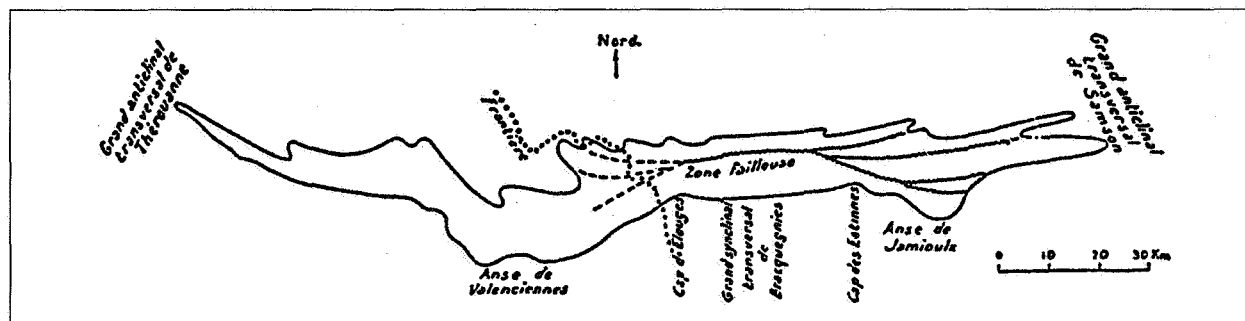 Grand anticlinal
transversal de
Thérouanne
Nord.
frontière
Grand anticlinal
transversal
de
Samson
Zone Failleuse
Anse de
Valenciennes
Cap d'Elouges
Grand synclinal
transversal
de
Bracquegnies
Cap des Estinnes
Anse de
Jamioulx
0 10 20 30 Km